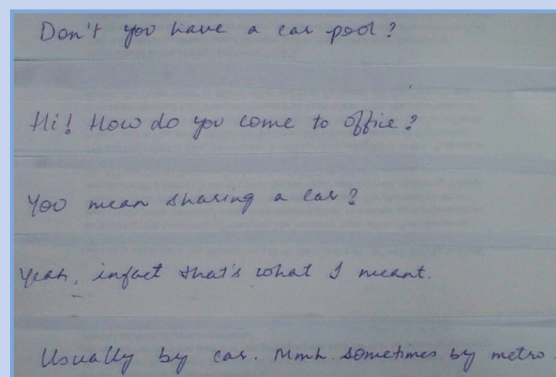 Don't you have a car pool?
Hi! How do you come to office?
You mean sharing a car?
Yeah, infact that's what I meant.
Usually by car. Mmh. sometimes by metro